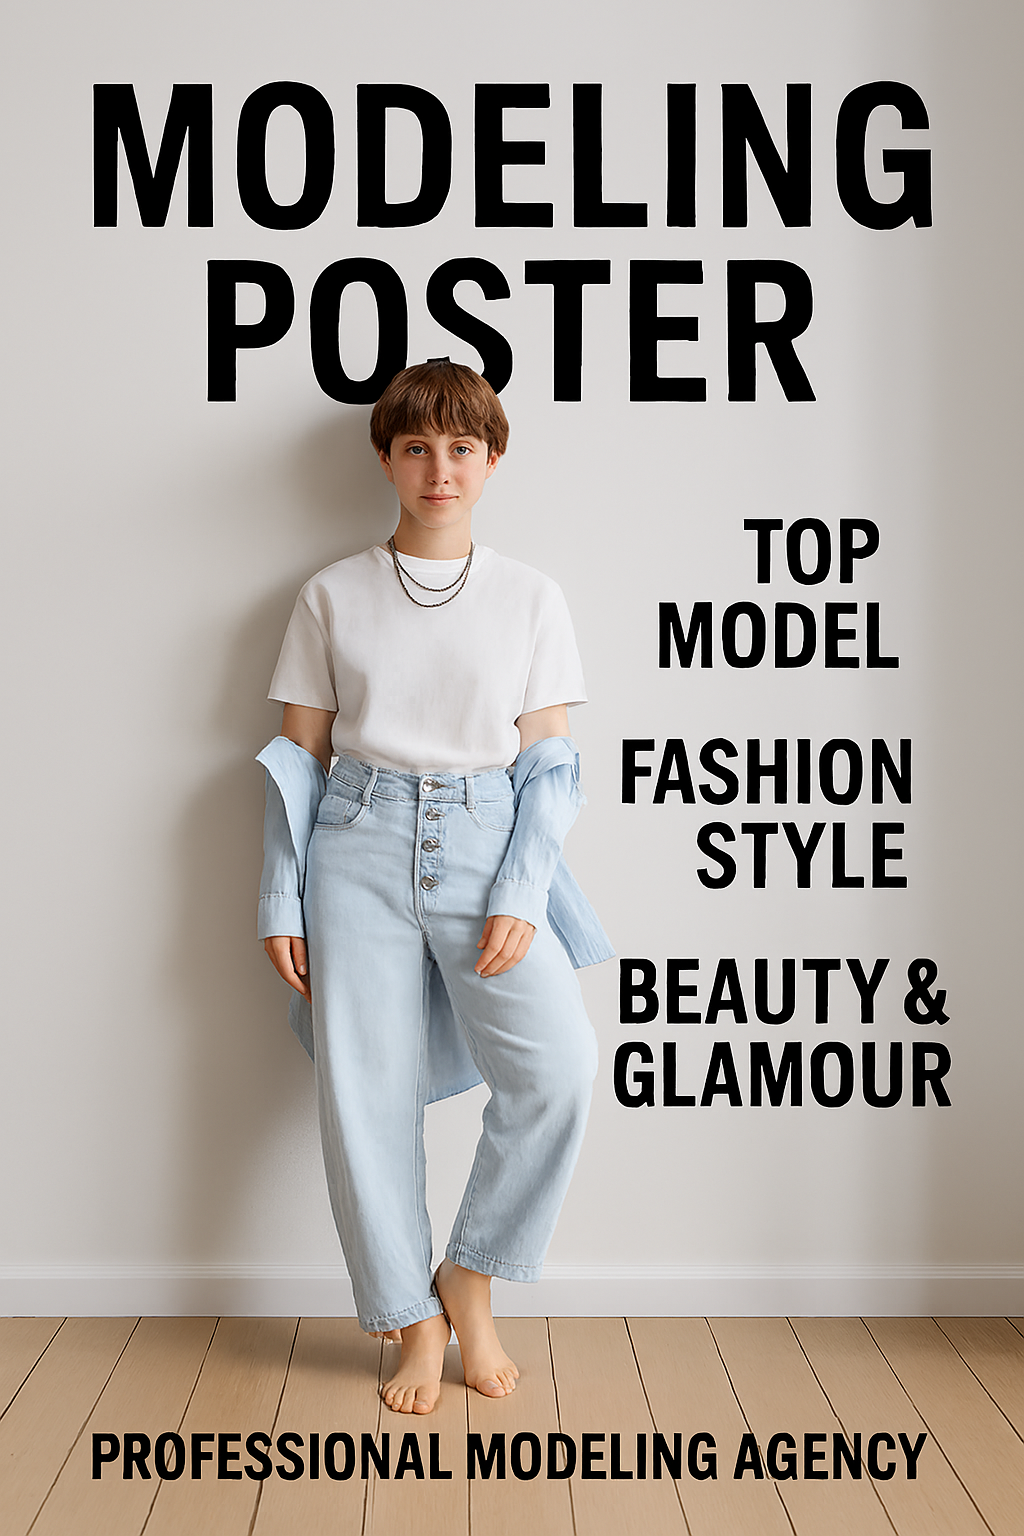 MODELING
POSTER
TOP
MODEL
FASHION
STYLE
BEAUTY &
GLAMOUR
PROFESSIONAL MODELING AGENCY